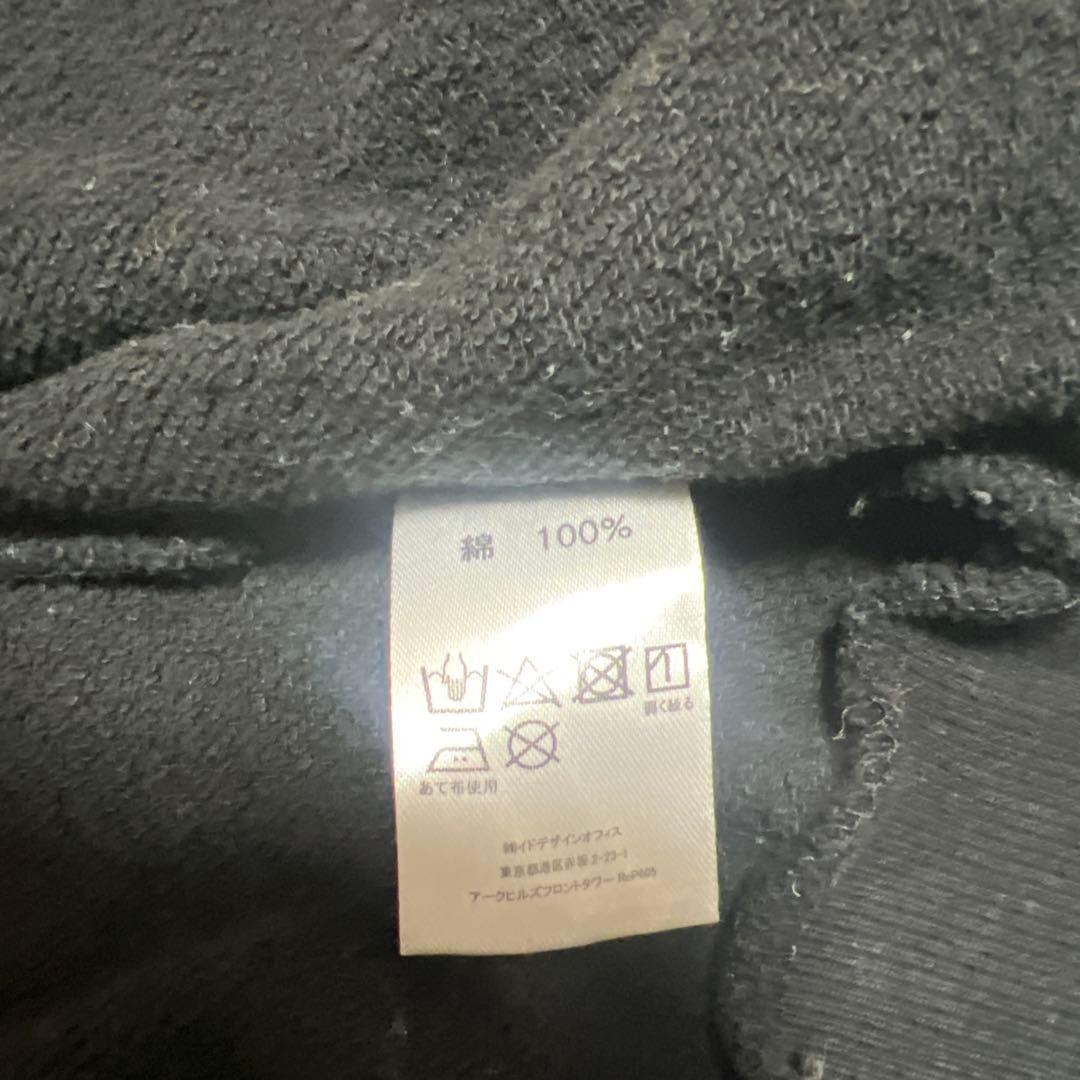 綿 100%
弱く絞る
あて布使用
㈱イドデザインオフィス
東京都港区赤坂 2-23-1
アークヒルズフロントタワー RoP605